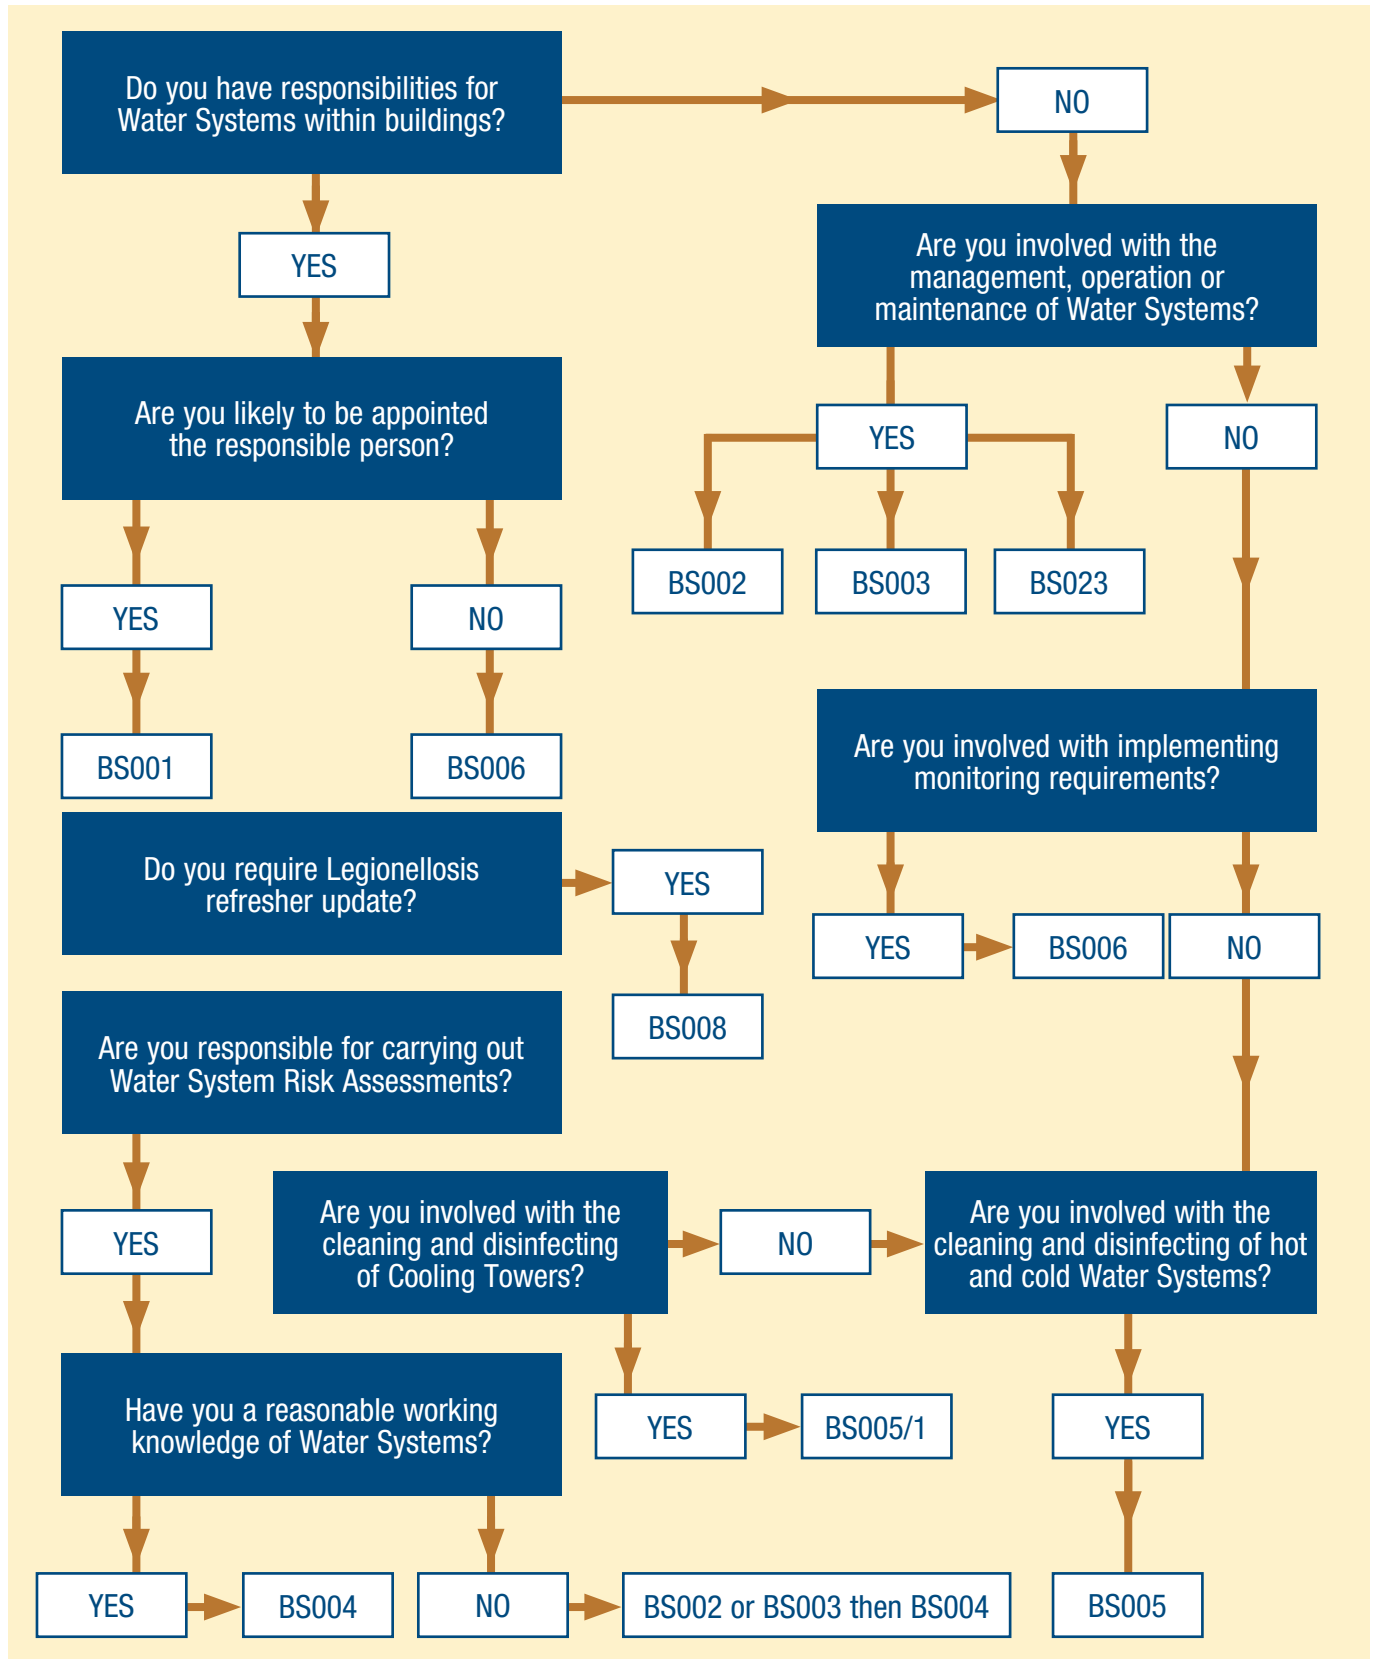 Do you have responsibilities for
Water Systems within buildings?
NO
YES
Are you involved with the
management, operation or
maintenance of Water Systems?
Are you likely to be appointed
the responsible person?
YES
NO
BS002
BS003
BS023
YES
NO
BS001
BS006
Are you involved with implementing
monitoring requirements?
Do you require Legionellosis
refresher update?
YES
BS008
YES
BS006
NO
Are you responsible for carrying out
Water System Risk Assessments?
YES
Are you involved with the
cleaning and disinfecting
of Cooling Towers?
NO
Are you involved with the
cleaning and disinfecting of hot
and cold Water Systems?
Have you a reasonable working
knowledge of Water Systems?
YES
BS005/1
YES
YES
BS004
NO
BS002 or BS003 then BS004
BS005